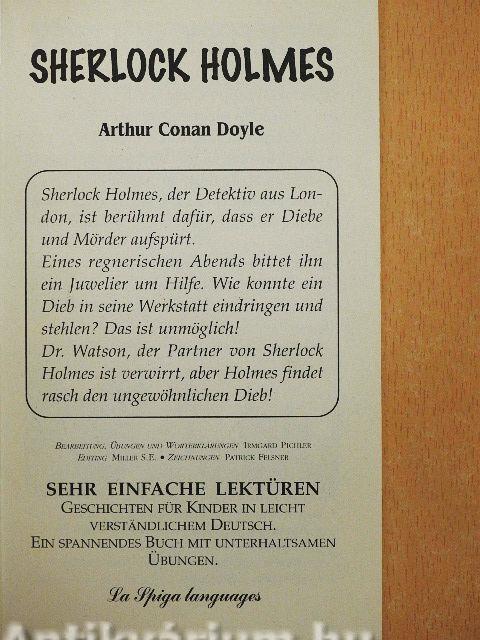 SHERLOCK HOLMES
Arthur Conan Doyle
Sherlock Holmes, der Detektiv aus Lon-
don, ist berühmt dafür, dass er Diebe
und Mörder aufspürt.
Eines regnerischen Abends bittet ihn
ein Juwelier um Hilfe. Wie konnte ein
Dieb in seine Werkstatt eindringen und
stehlen? Das ist unmöglich!
Dr. Watson, der Partner von Sherlock
Holmes ist verwirrt, aber Holmes findet
rasch den ungewöhnlichen Dieb!
BEARBEITUNG, ÜBUNGEN UND WORTERKLÄRUNGEN IRMGARD PICHLER
EDITING MILLER S.E. • ZEICHNUNGEN PATRICK FELSNER
SEHR EINFACHE LEKTÜREN
GESCHICHTEN FÜR KINDER IN LEICHT
VERSTÄNDLICHEM DEUTSCH.
EIN SPANNENDES BUCH MIT UNTERHALTSAMEN
ÜBUNGEN.
La Spiga languages
Antikvárium.hu